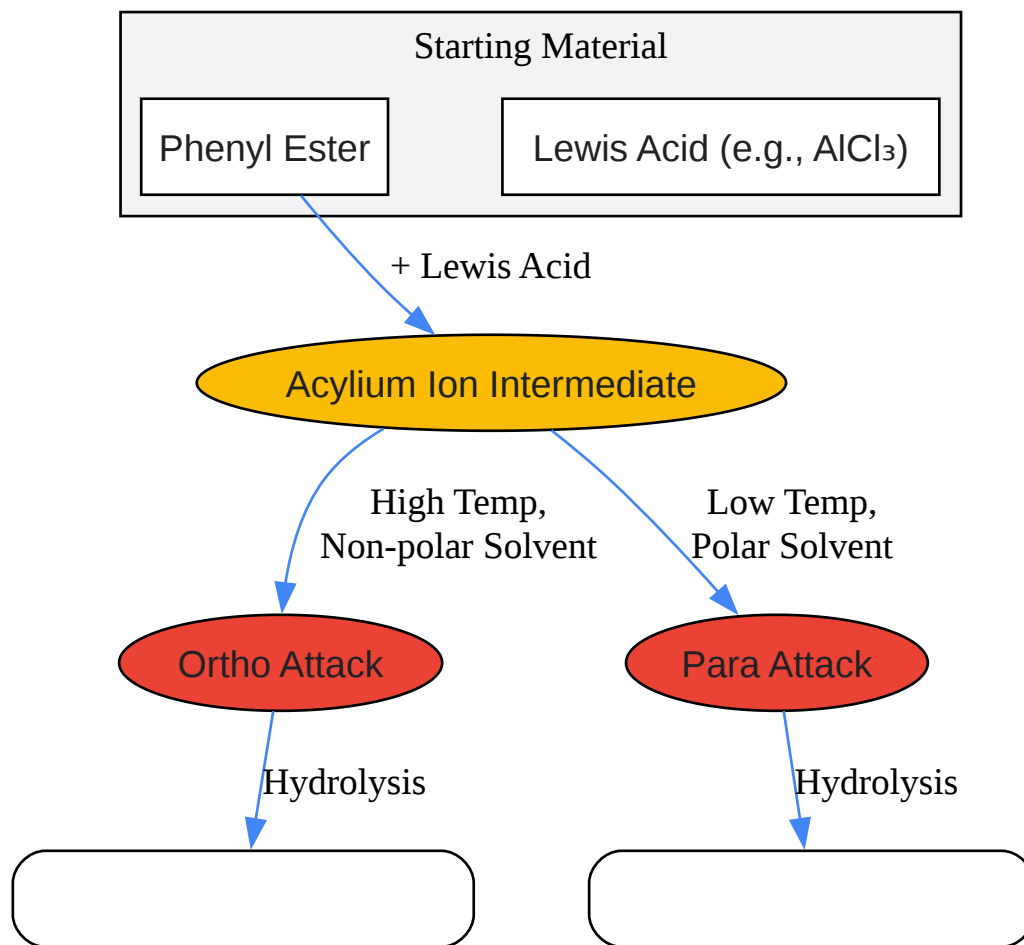 Starting Material
Phenyl Ester
Lewis Acid (e.g., AlCl₃)
+ Lewis Acid
Acylium Ion Intermediate
High Temp,
Non-polar Solvent
Low Temp,
Polar Solvent
Ortho Attack
Para Attack
Hydrolysis
Hydrolysis